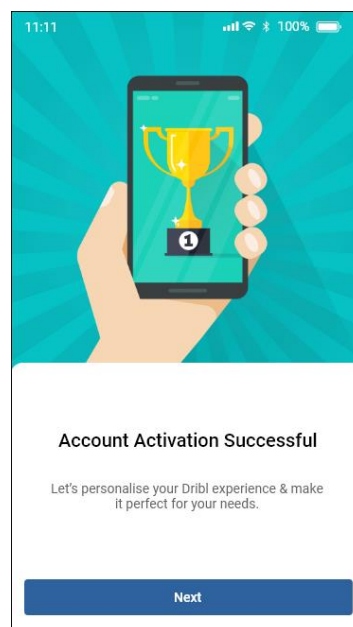 11:11 100%
1
Account Activation Successful
Let's personalise your Dribl experience & make
it perfect for your needs.
Next